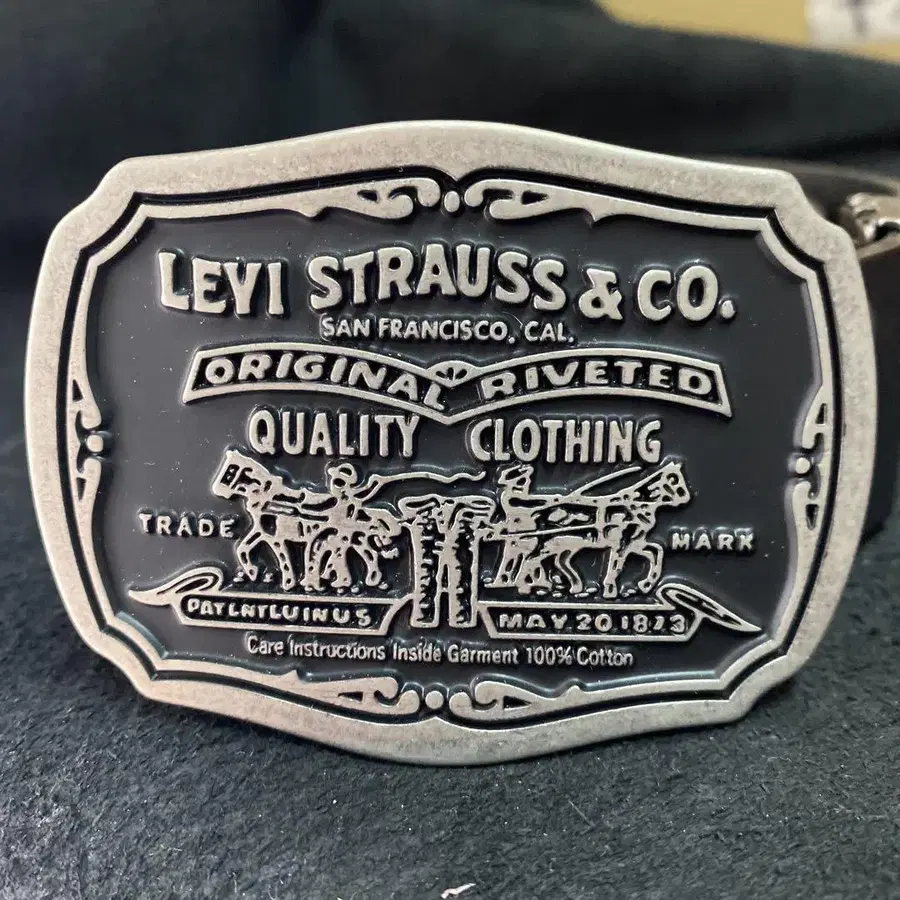 LEVI STRAUSS & CO.
SAN FRANCISCO, CAL.
ORIGINAL RIVETED
QUALITY CLOTHING
TRADE MARK
PATENTLUINUS MAY.20.1873
Care Instructions Inside Garment 100% Cotton